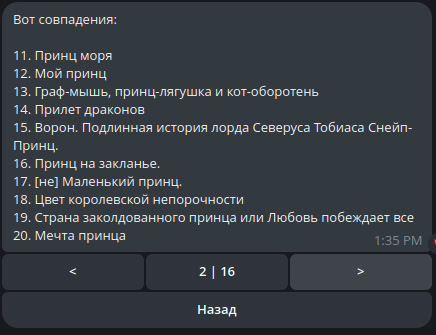 Вот совпадения:
11. Принц моря
12. Мой принц
13. Граф-мышь, принц-лягушка и кот-оборотень
14. Прилет драконов
15. Ворон. Подлинная история лорда Северуса Тобиаса Снейп-
Принц.
16. Принц на закланье.
17. [не] Маленький принц.
18. Цвет королевской непорочности
19. Страна заколдованного принца или Любовь побеждает все
20. Мечта принца
1:35 PM
< 2 | 16 >
Назад